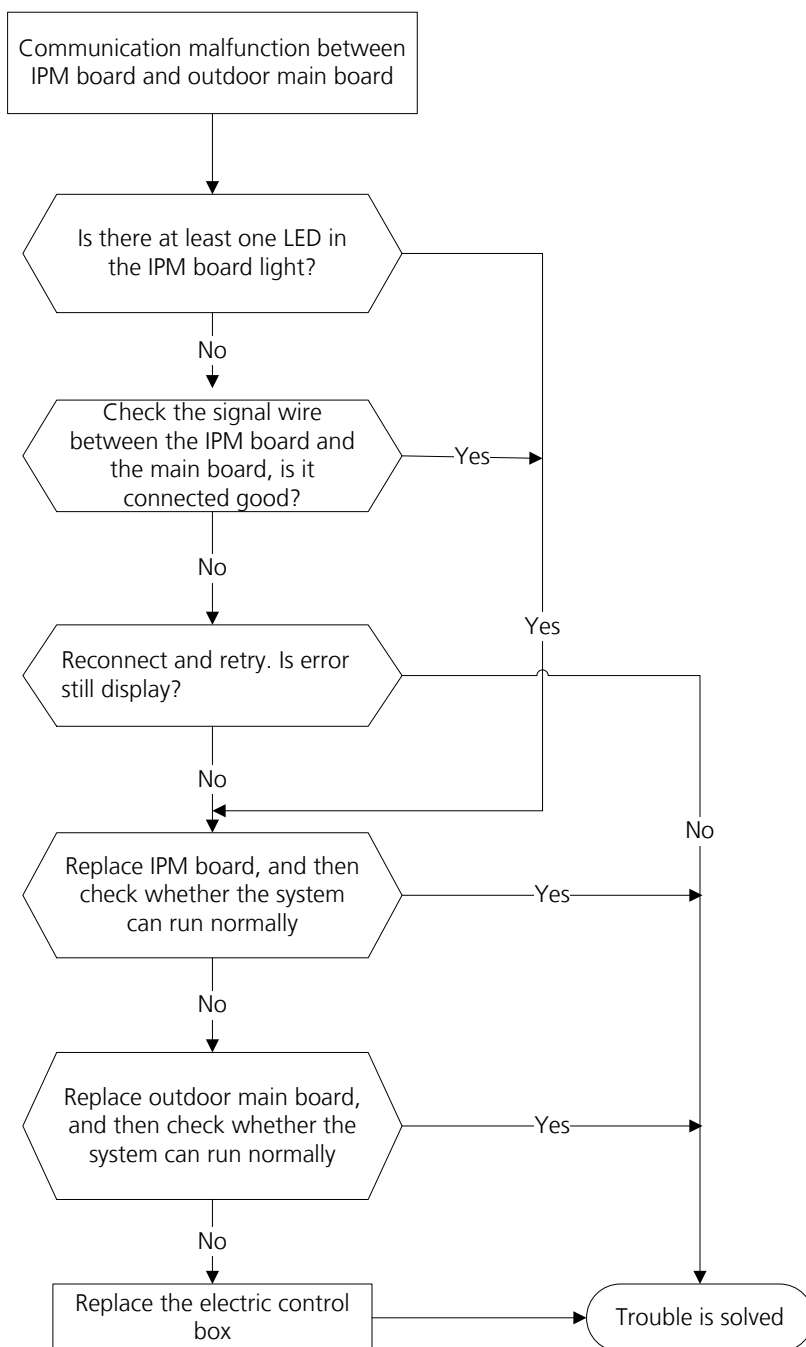 Communication malfunction between
IPM board and outdoor main board
Is there at least one LED in
the IPM board light?
No
Check the signal wire
between the IPM board and
the main board, is it
connected good?
Yes
No
Yes
Reconnect and retry. Is error
still display?
No
No
Replace IPM board, and then
check whether the system
can run normally
Yes
No
Replace outdoor main board,
and then check whether the
system can run normally
Yes
No
Replace the electric control
box
Trouble is solved